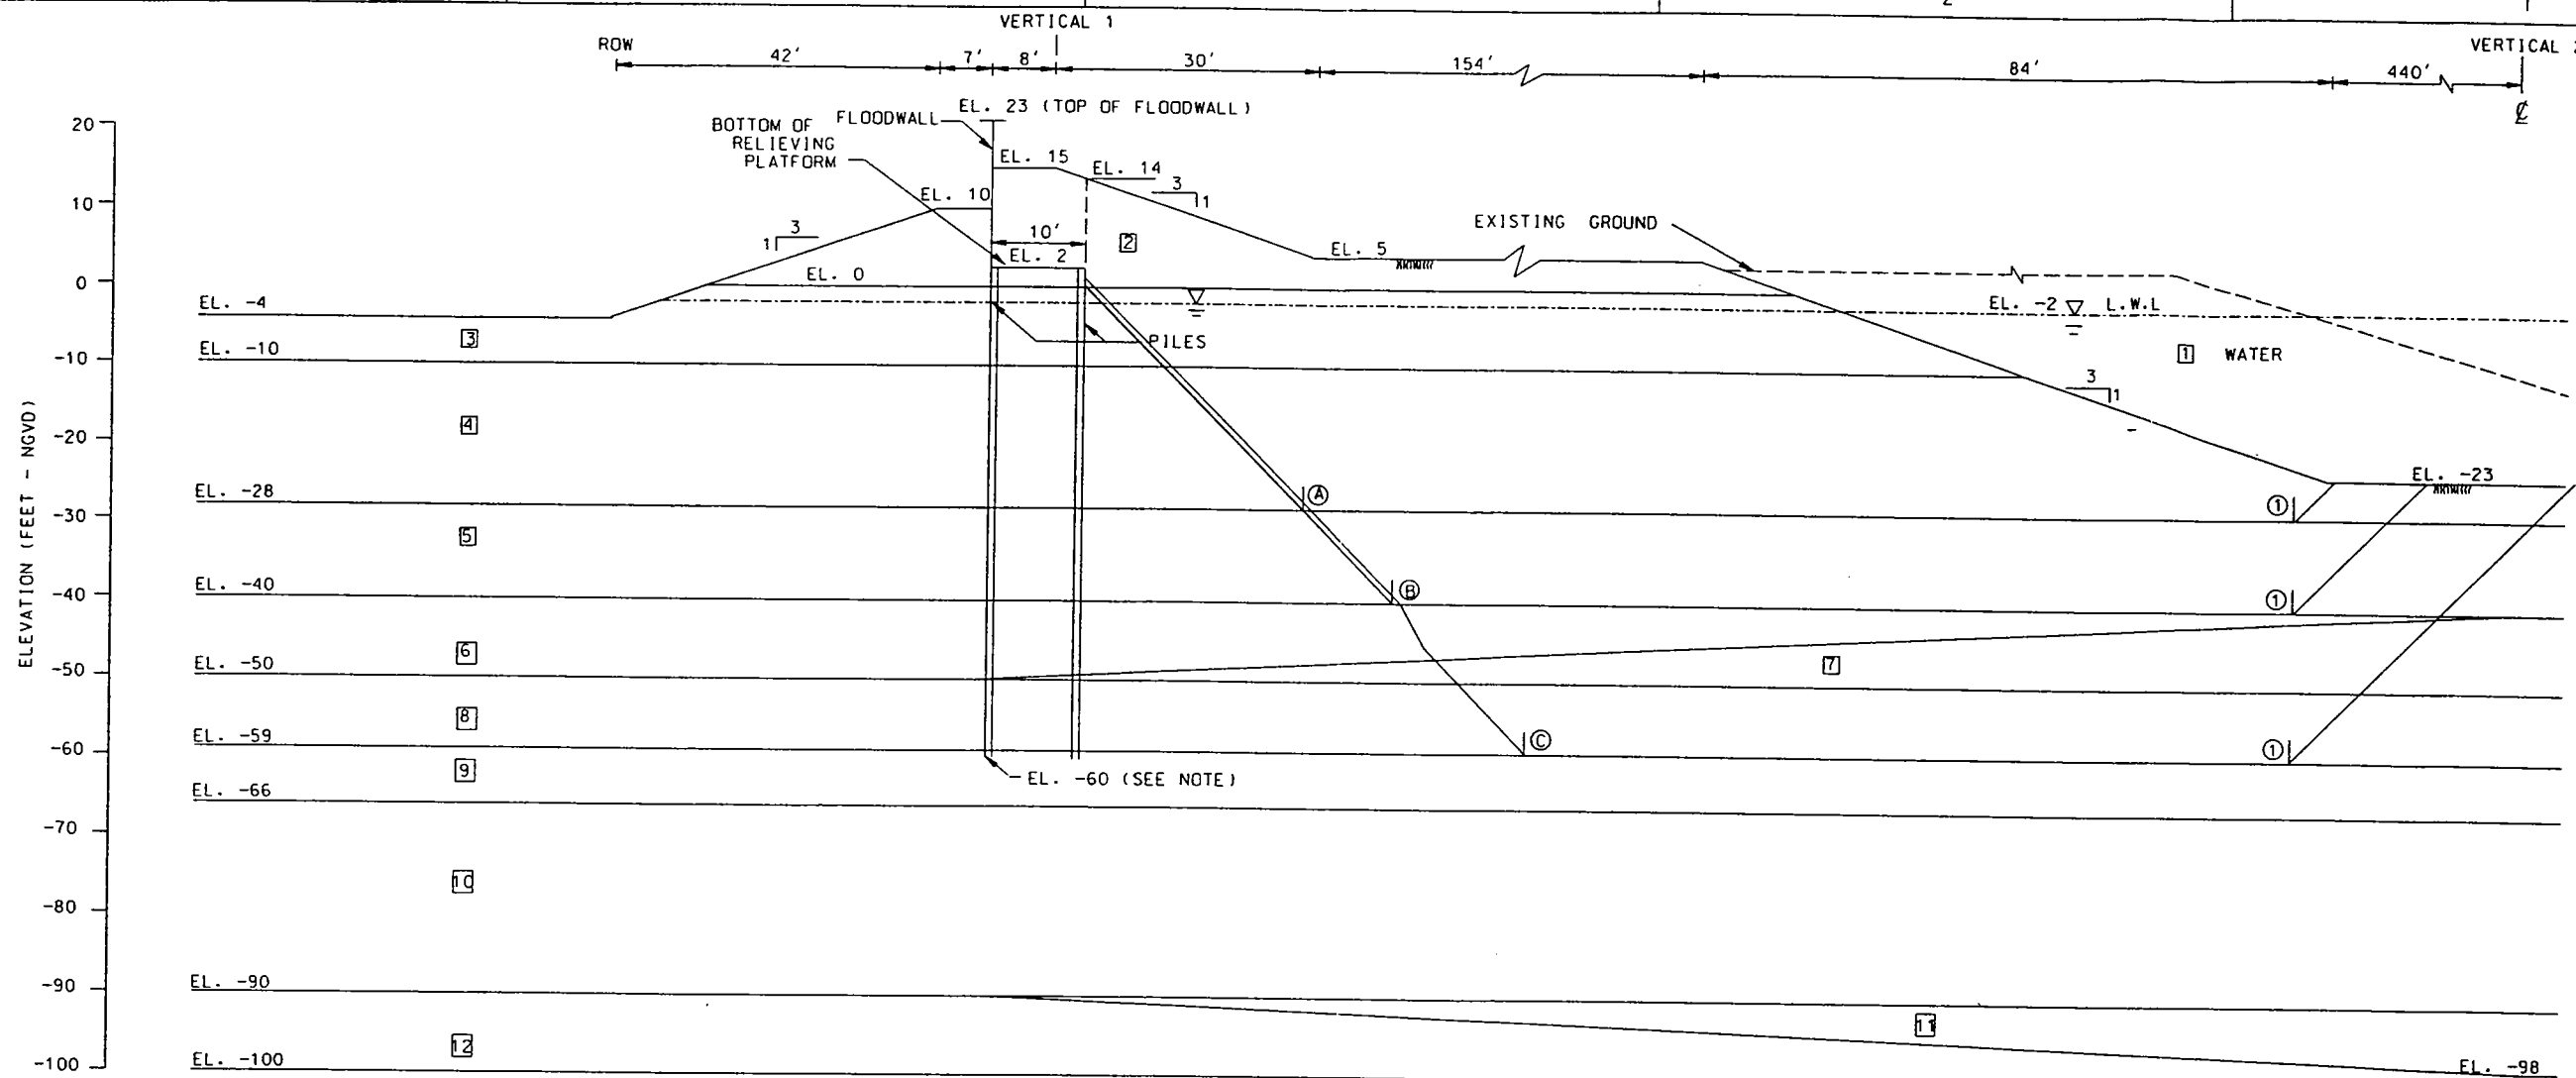 2
1
VERTICAL 1
VERTICAL
ROW
42'
7'
8'
30'
154'
84'
440'
℄
EL. 23 (TOP OF FLOODWALL)
FLOODWALL
BOTTOM OF
RELIEVING
PLATFORM
EL. 15
EL. 14
3
1
EL. 10
3
1
10'
2
EXISTING GROUND
EL. 5
EL. 2
EL. 0
EL. -4
EL. -2
L.W.L
3
PILES
1 WATER
EL. -10
3
1
4
EL. -23
EL. -28
A
1
5
EL. -40
B
1
6
7
EL. -50
8
EL. -59
C
1
9
EL. -60 (SEE NOTE)
EL. -66
10
EL. -90
11
12
EL. -100
EL. -98
ELEVATION (FEET - NGVD)
20
10
0
-10
-20
-30
-40
-50
-60
-70
-80
-90
-100